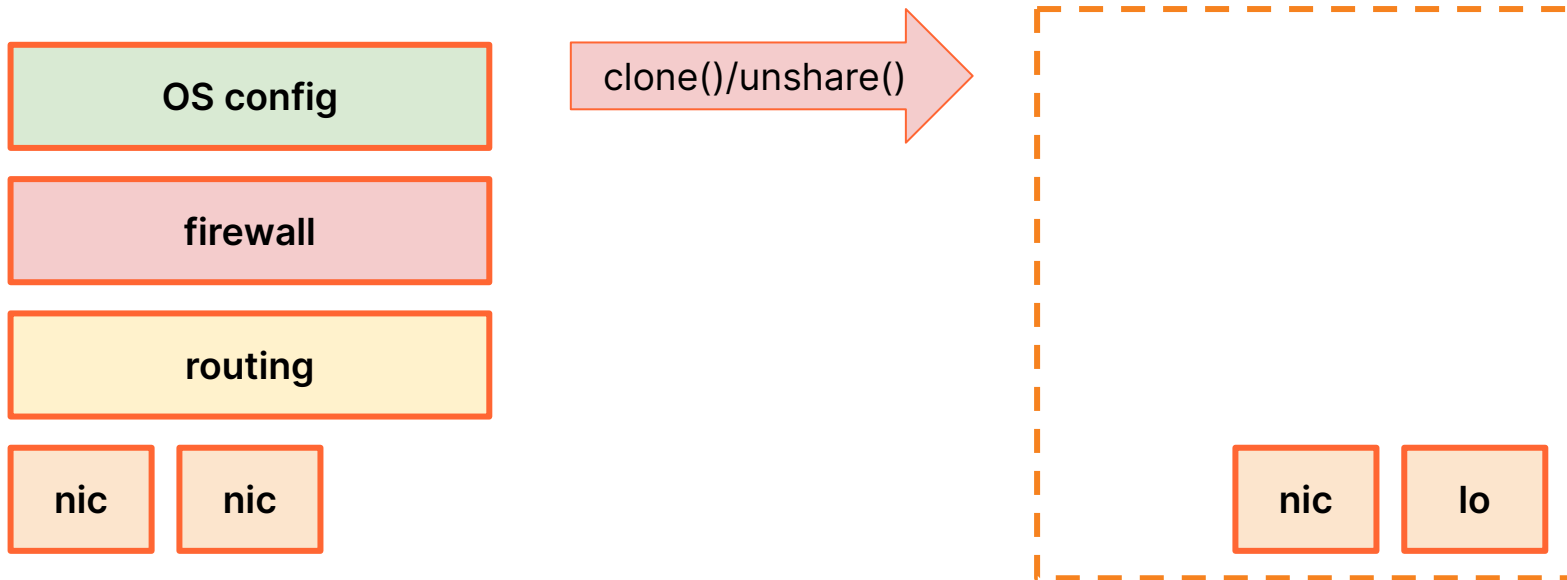 OS config
clone()/unshare()
firewall
routing
nic
nic
nic
lo